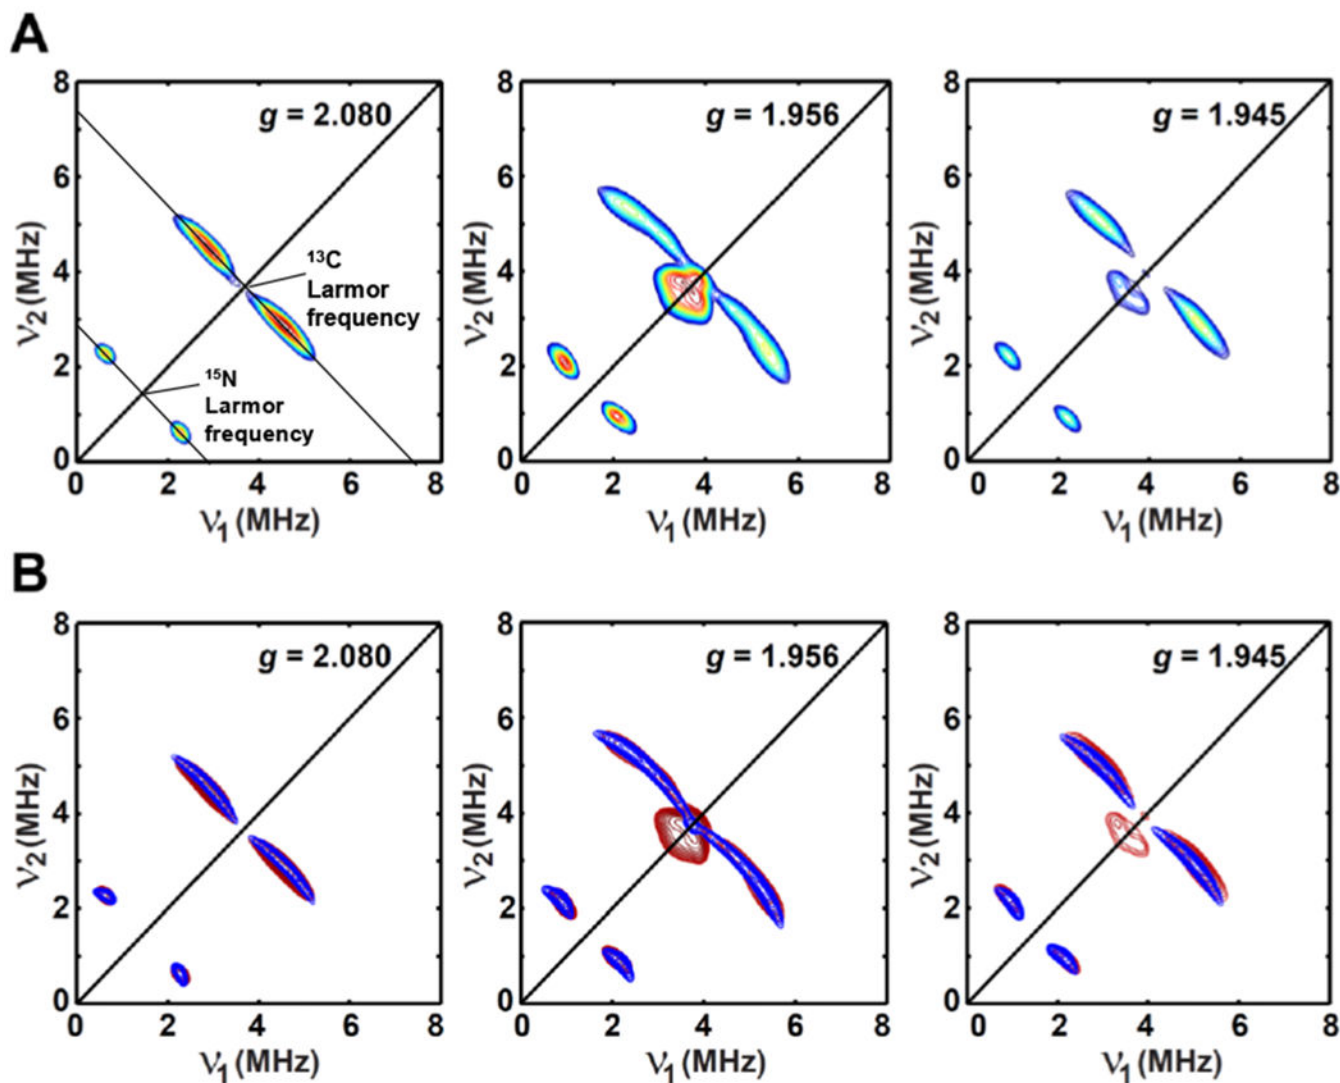 A
g = 2.080
g = 1.956
g = 1.945
8
6
4
2
0
ν2 (MHz)
13C
Larmor
frequency
15N
Larmor
frequency
0 2 4 6 8
ν1 (MHz)
8
6
4
2
0
ν2 (MHz)
0 2 4 6 8
ν1 (MHz)
8
6
4
2
0
ν2 (MHz)
0 2 4 6 8
ν1 (MHz)
B
g = 2.080
g = 1.956
g = 1.945
8
6
4
2
0
ν2 (MHz)
0 2 4 6 8
ν1 (MHz)
8
6
4
2
0
ν2 (MHz)
0 2 4 6 8
ν1 (MHz)
8
6
4
2
0
ν2 (MHz)
0 2 4 6 8
ν1 (MHz)